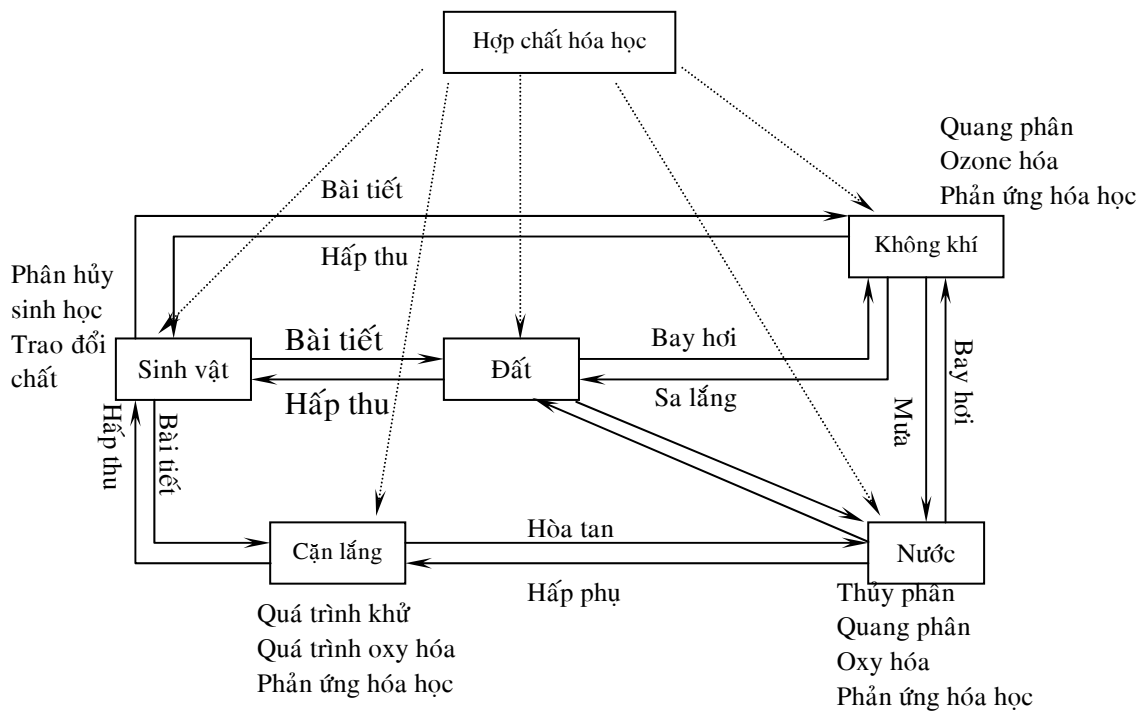 Hợp chất hóa học
Quang phân
Ozone hóa
Phản ứng hóa học
Bài tiết
Không khí
Hấp thu
Phân hủy
sinh học
Trao đổi
chất
Sinh vật
Bài tiết
Hấp thu
Đất
Bay hơi
Sa lắng
Mưa
Bay hơi
Hấp thu
Bài tiết
Cặn lắng
Hòa tan
Hấp phụ
Nước
Quá trình khử
Quá trình oxy hóa
Phản ứng hóa học
Thủy phân
Quang phân
Oxy hóa
Phản ứng hóa học